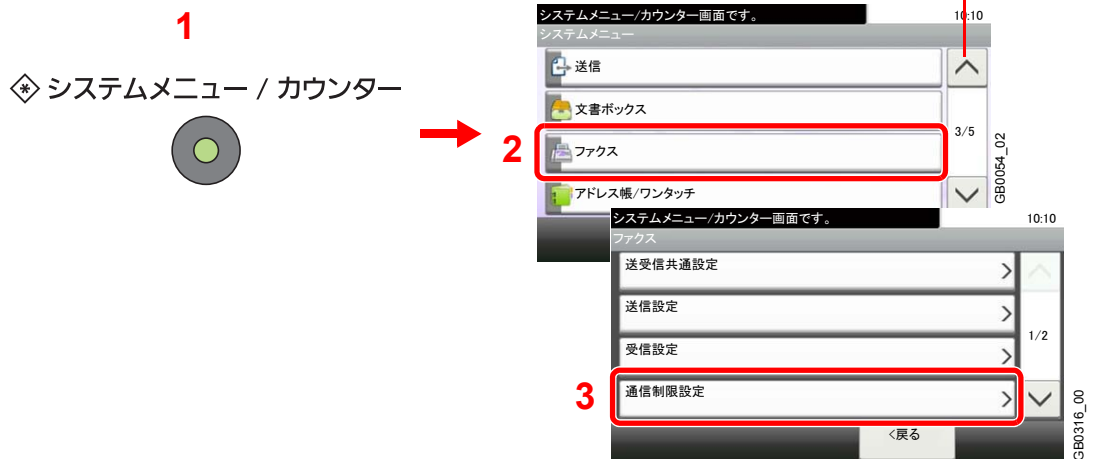 1
システムメニュー / カウンター
システムメニュー/カウンター画面です。
10:10
システムメニュー
送信
文書ボックス
3/5
2
ファクス
アドレス帳/ワンタッチ
GB0054_02
システムメニュー/カウンター画面です。
10:10
ファクス
送受信共通設定
送信設定
1/2
受信設定
3
通信制限設定
<戻る
GB0316_00